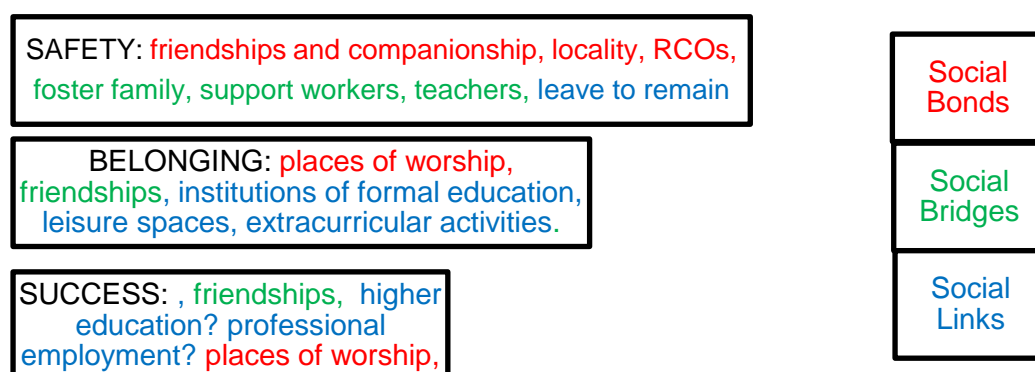 SAFETY: friendships and companionship, locality, RCOs,
foster family, support workers, teachers, leave to remain
BELONGING: places of worship,
friendships, institutions of formal education,
leisure spaces, extracurricular activities.
SUCCESS: , friendships, higher
education? professional
employment? places of worship,
Social
Bonds
Social
Bridges
Social
Links